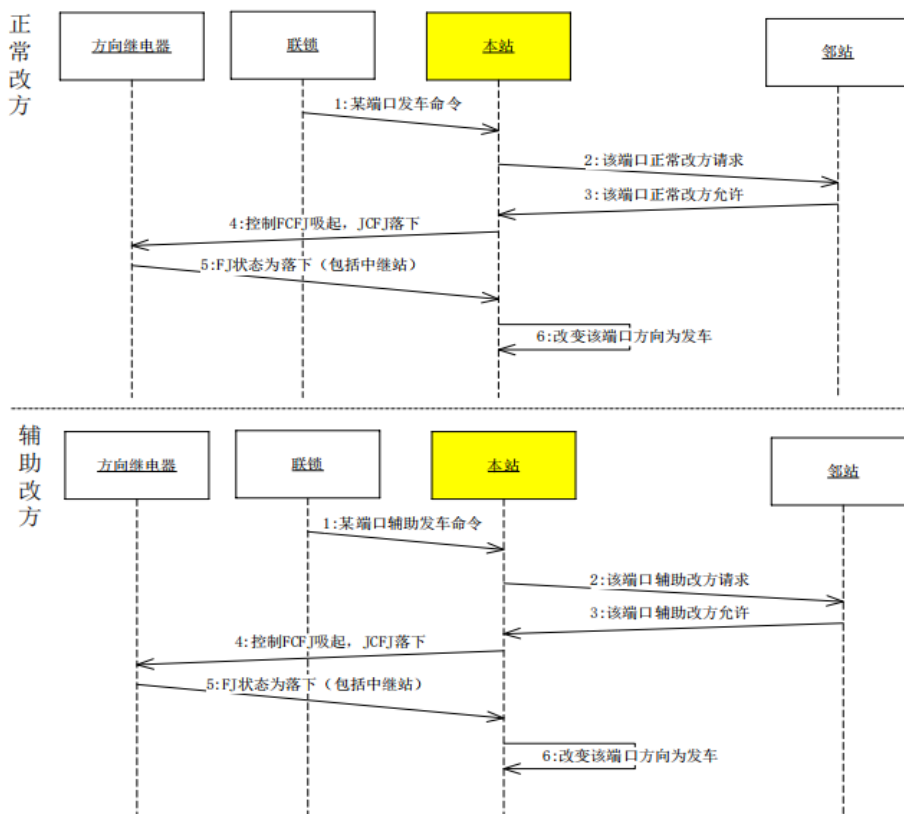 正常改方
方向继电器
联锁
本站
邻站
1:某端口发车命令
2:该端口正常改方请求
3:该端口正常改方允许
4:控制FCFJ吸起，JCFJ落下
5:FJ状态为落下（包括中继站）
6:改变该端口方向为发车
辅助改方
方向继电器
联锁
本站
邻站
1:某端口辅助发车命令
2:该端口辅助改方请求
3:该端口辅助改方允许
4:控制FCFJ吸起，JCFJ落下
5:FJ状态为落下（包括中继站）
6:改变该端口方向为发车